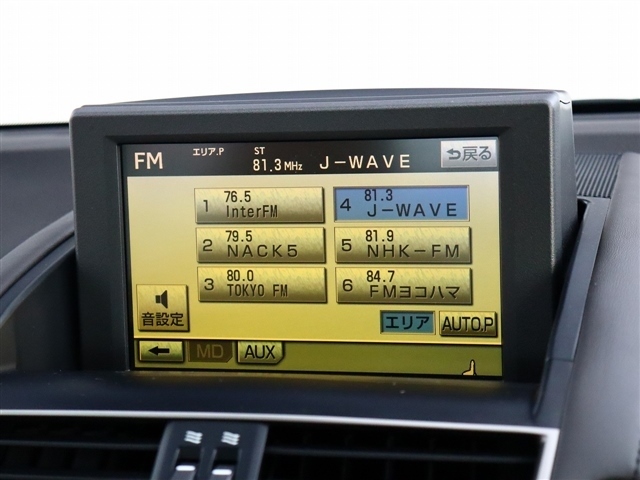 FM エリア.P ST 81.3 MHz J-WAVE 戻る
1 76.5 InterFM
4 81.3 J-WAVE
2 79.5 NACK5
5 81.9 NHK-FM
3 80.0 TOKYO FM
6 84.7 FMヨコハマ
音設定
エリア AUTO.P
MD AUX